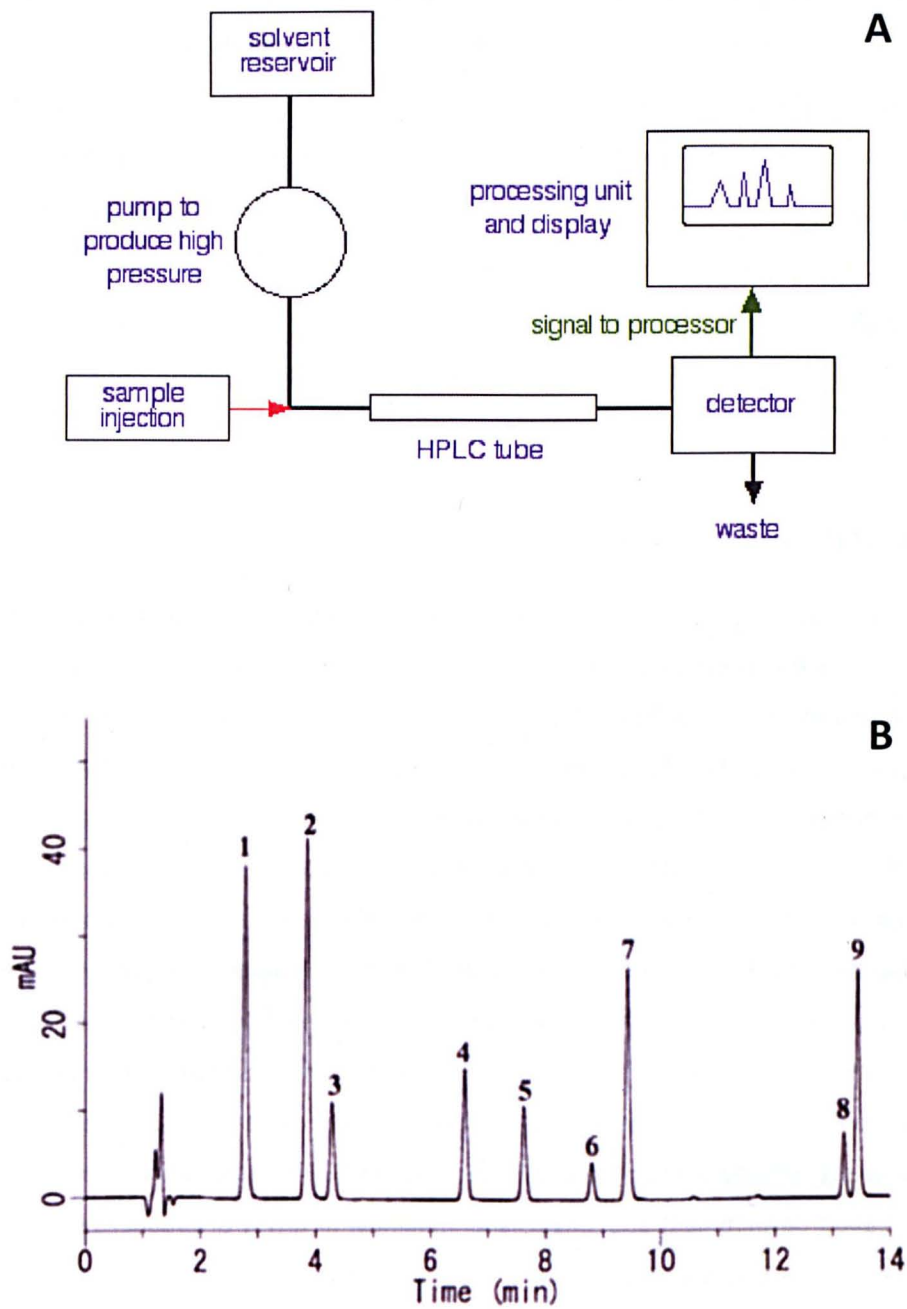 A
solvent
reservoir
pump to
produce high
pressure
processing unit
and display
signal to processor
sample
injection
detector
HPLC tube
waste
B
mAU
40
20
0
1
2
3
4
5
6
7
8
9
0 2 4 6 8 10 12 14
Time (min)